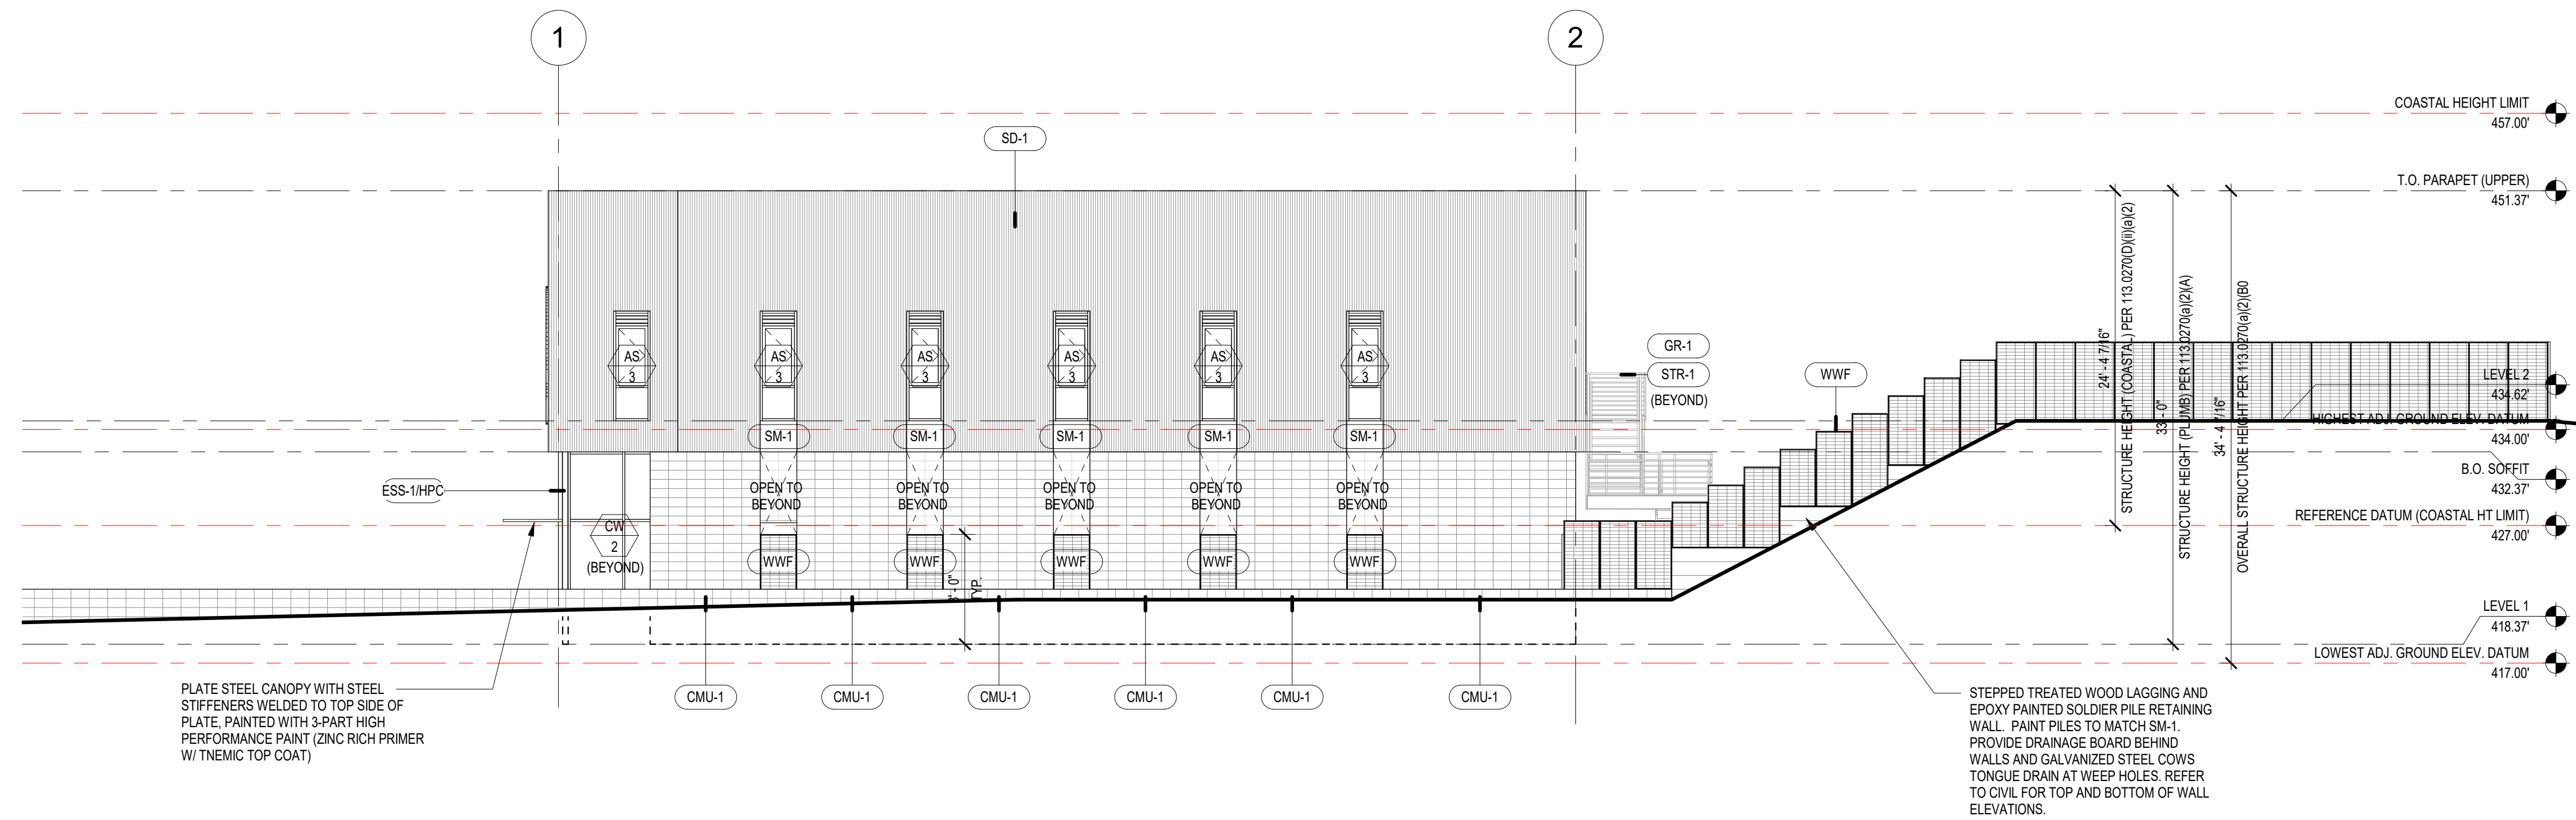 1
2
COASTAL HEIGHT LIMIT
457.00'
SD-1
T.O. PARAPET (UPPER)
451.37'
AS
3
AS
3
AS
3
AS
3
AS
3
AS
3
GR-1
STR-1
(BEYOND)
WWF
24' - 4 7/16"
STRUCTURE HEIGHT (COASTAL) PER 113.0270(D)(ii)(a)(2)
33' - 0"
STRUCTURE HEIGHT (PLUMB) PER 113.0270(a)(2)(A)
34' - 4 7/16"
OVERALL STRUCTURE HEIGHT PER 113.0270(a)(2)(B0
LEVEL 2
434.62'
HIGHEST ADJ. GROUND ELEV. DATUM
434.00'
SM-1
SM-1
SM-1
SM-1
SM-1
B.O. SOFFIT
432.37'
ESS-1/HPC
OPEN TO
BEYOND
OPEN TO
BEYOND
OPEN TO
BEYOND
OPEN TO
BEYOND
OPEN TO
BEYOND
REFERENCE DATUM (COASTAL HT LIMIT)
427.00'
CW
2
(BEYOND)
WWF
WWF
WWF
WWF
WWF
LEVEL 1
418.37'
LOWEST ADJ. GROUND ELEV. DATUM
417.00'
CMU-1
CMU-1
CMU-1
CMU-1
CMU-1
CMU-1
PLATE STEEL CANOPY WITH STEEL
STIFFENERS WELDED TO TOP SIDE OF
PLATE, PAINTED WITH 3-PART HIGH
PERFORMANCE PAINT (ZINC RICH PRIMER
W/ TNEMIC TOP COAT)
STEPPED TREATED WOOD LAGGING AND
EPOXY PAINTED SOLDIER PILE RETAINING
WALL. PAINT PILES TO MATCH SM-1.
PROVIDE DRAINAGE BOARD BEHIND
WALLS AND GALVANIZED STEEL COWS
TONGUE DRAIN AT WEEP HOLES. REFER
TO CIVIL FOR TOP AND BOTTOM OF WALL
ELEVATIONS.